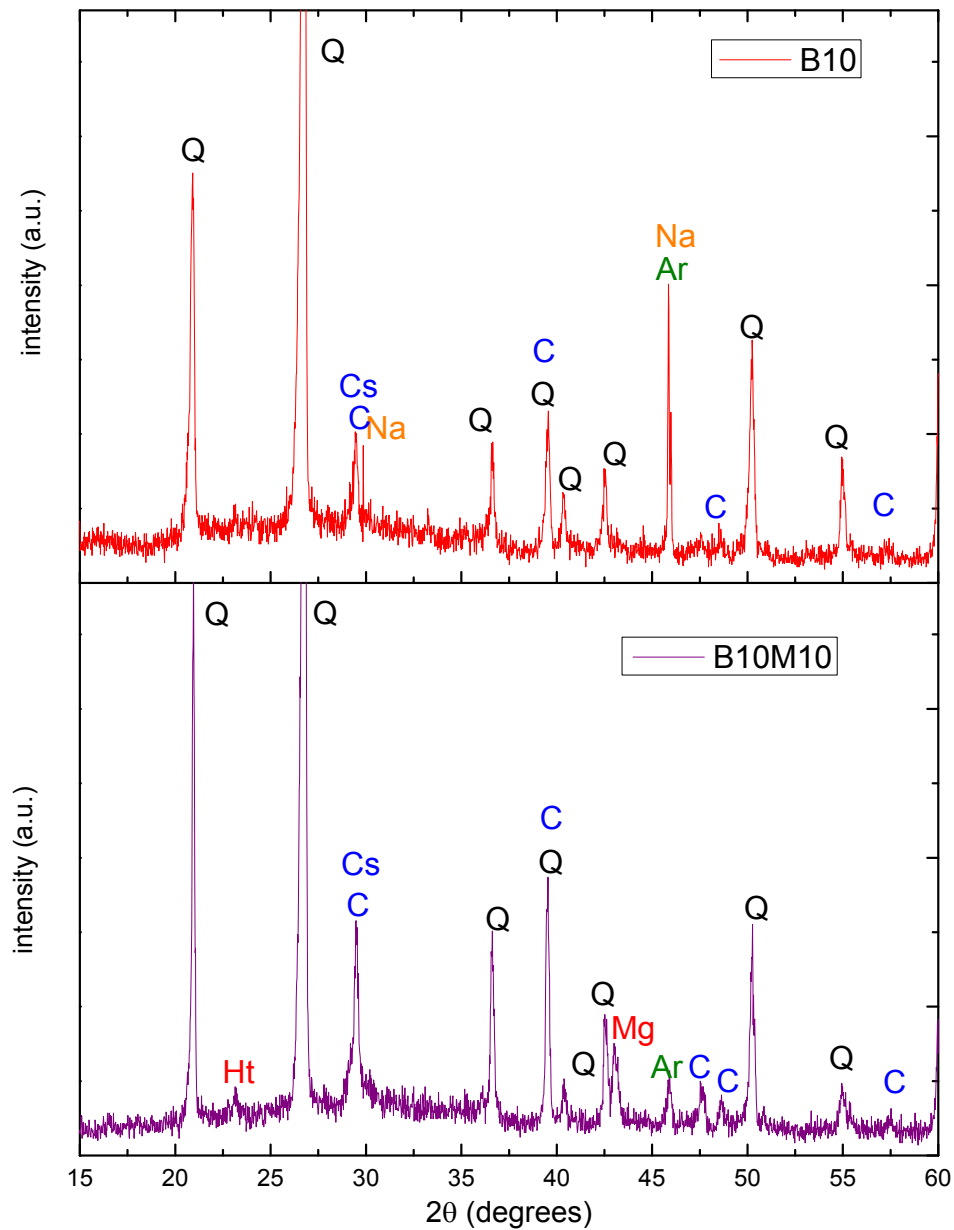 Q
B10
Q
Na
Ar
Q
C
Cs
C
Na
Q
Q
Q
Q
Q
C
C
intensity (a.u.)
Q
Q
B10M10
C
Cs
Q
C
Q
Q
Q
Mg
Q
Ht
Ar
C
C
Q
C
intensity (a.u.)
15 20 25 30 35 40 45 50 55 60
2θ (degrees)